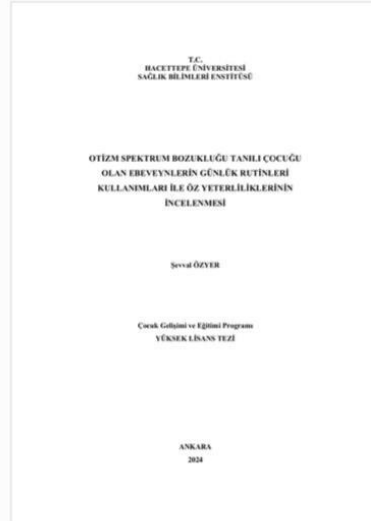 T.C.
HACETTEPE ÜNİVERSİTESİ
SAĞLIK BİLİMLERİ ENSTİTÜSÜ
OTİZM SPEKTRUM BOZUKLUĞU TANILI ÇOCUĞU
OLAN EBEVEYNLERİN GÜNLÜK RUTİNLERİ
KULLANIMLARI İLE ÖZ YETERLİLİKLERİNİN
İNCELENMESİ
Şevval ÖZYER
Çocuk Gelişimi ve Eğitimi Programı
YÜKSEK LİSANS TEZİ
ANKARA
2024